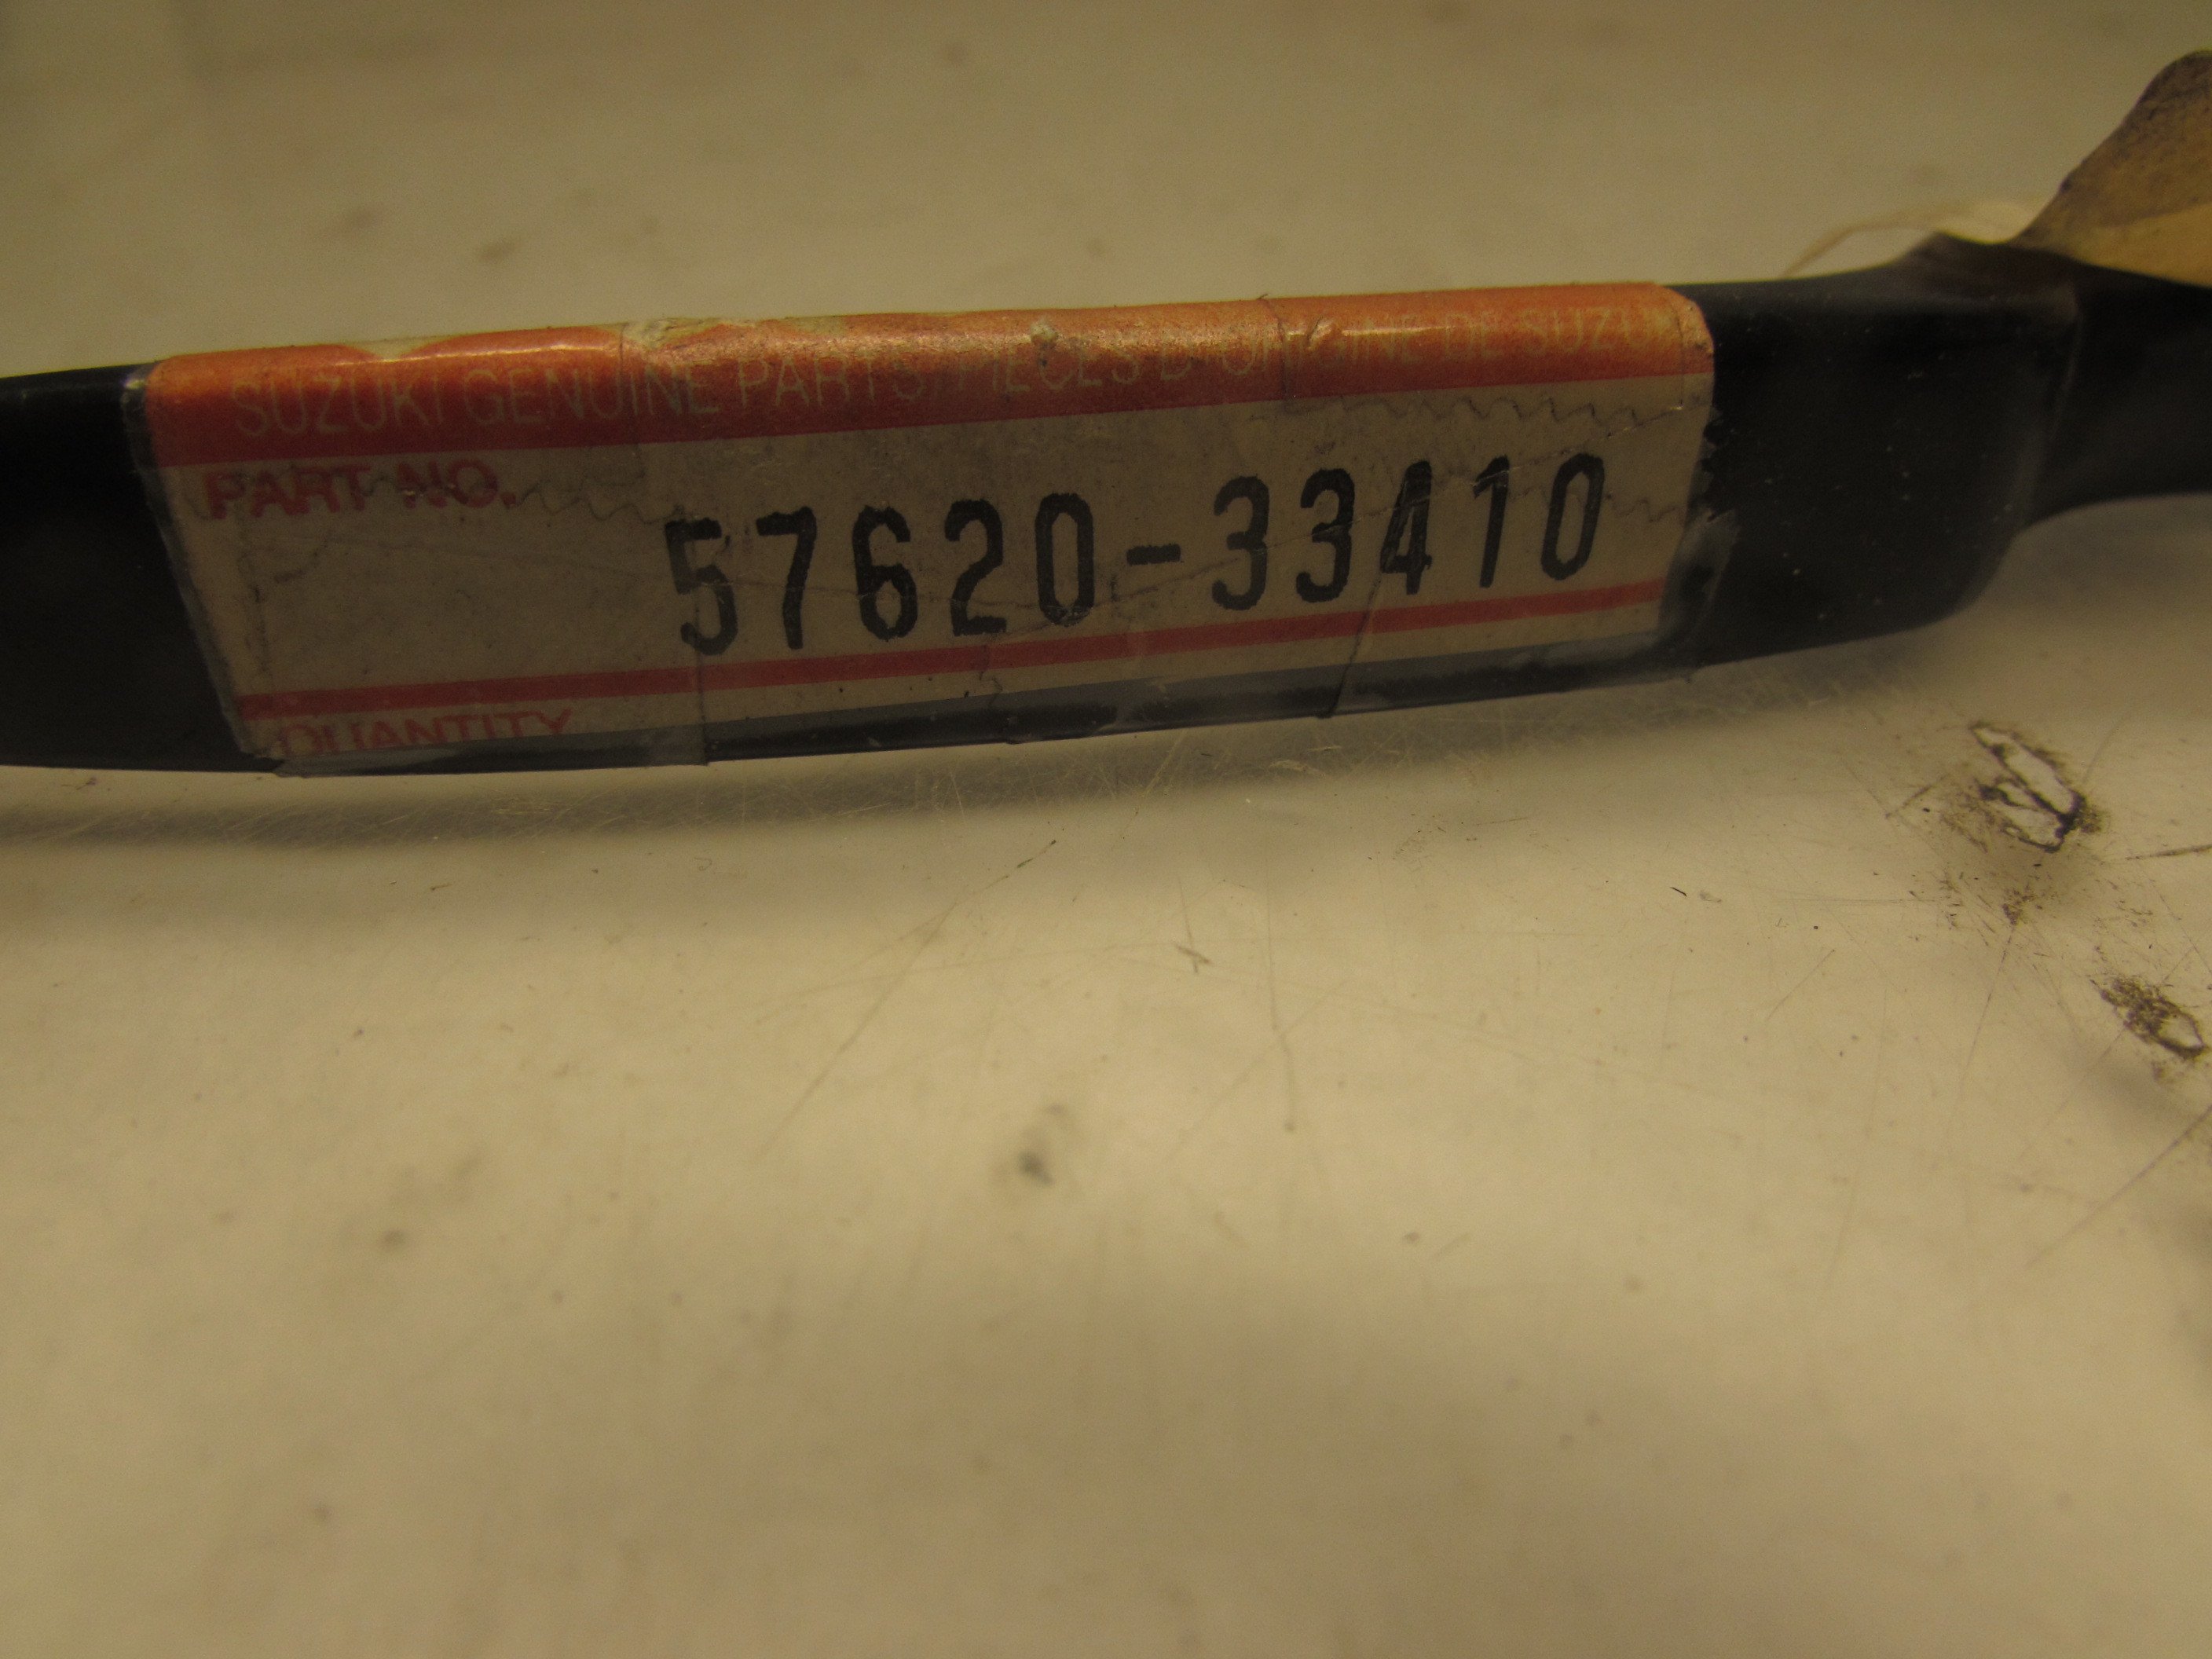 SUZUKI GENUINE PARTS/PIECES D'ORIGINE DE SUZUKI
PART NO.
57620-33410
QUANTITY